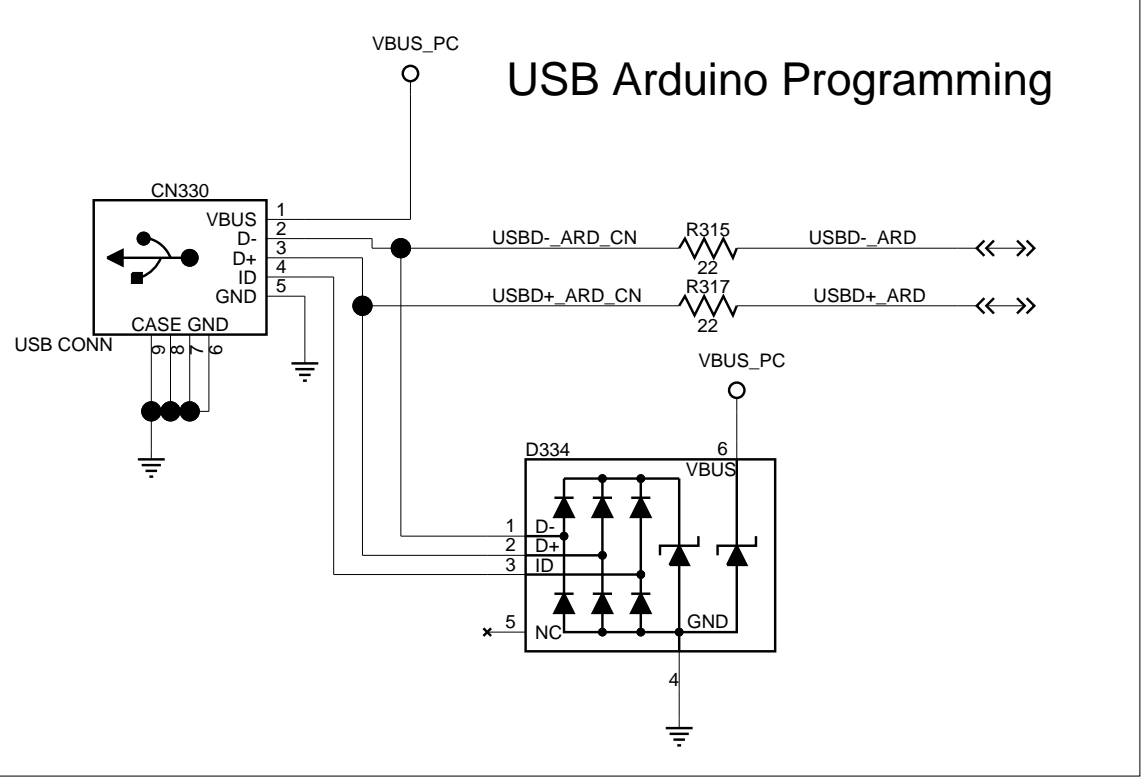 VBUS_PC
USB Arduino Programming
CN330
VBUS 1
D- 2
D+ 3
ID 4
GND 5
CASE GND
USB CONN
9 8 7 6
USBD-_ARD_CN
R315
22
USBD-_ARD
USBD+_ARD_CN
R317
22
USBD+_ARD
VBUS_PC
D334
6
VBUS
1 D-
2 D+
3 ID
5 NC
GND
4